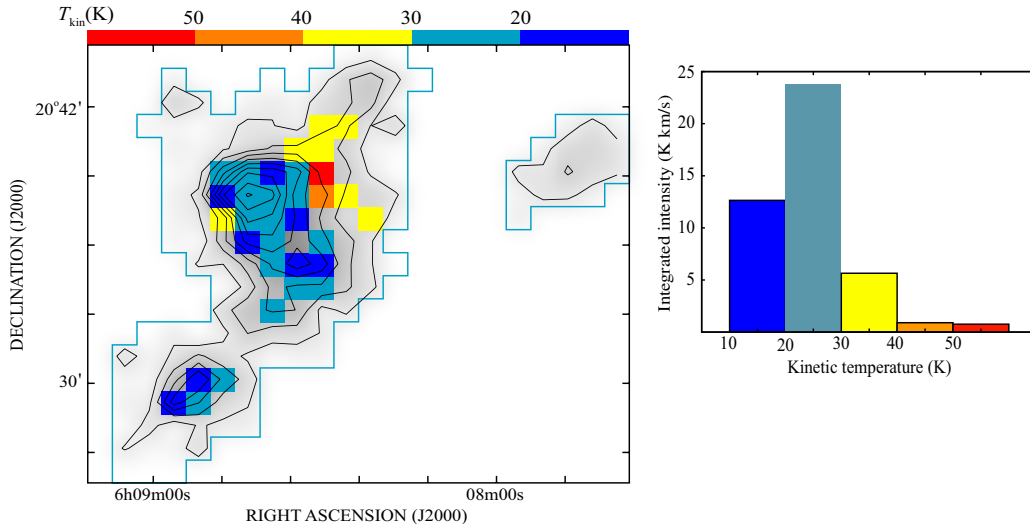 T_kin(K) 50 40 30 20
20°42'
30'
DECLINATION (J2000)
6h09m00s 08m00s
RIGHT ASCENSION (J2000)
25
20
15
10
5
Integrated intensity (K km/s)
10 20 30 40 50
Kinetic temperature (K)